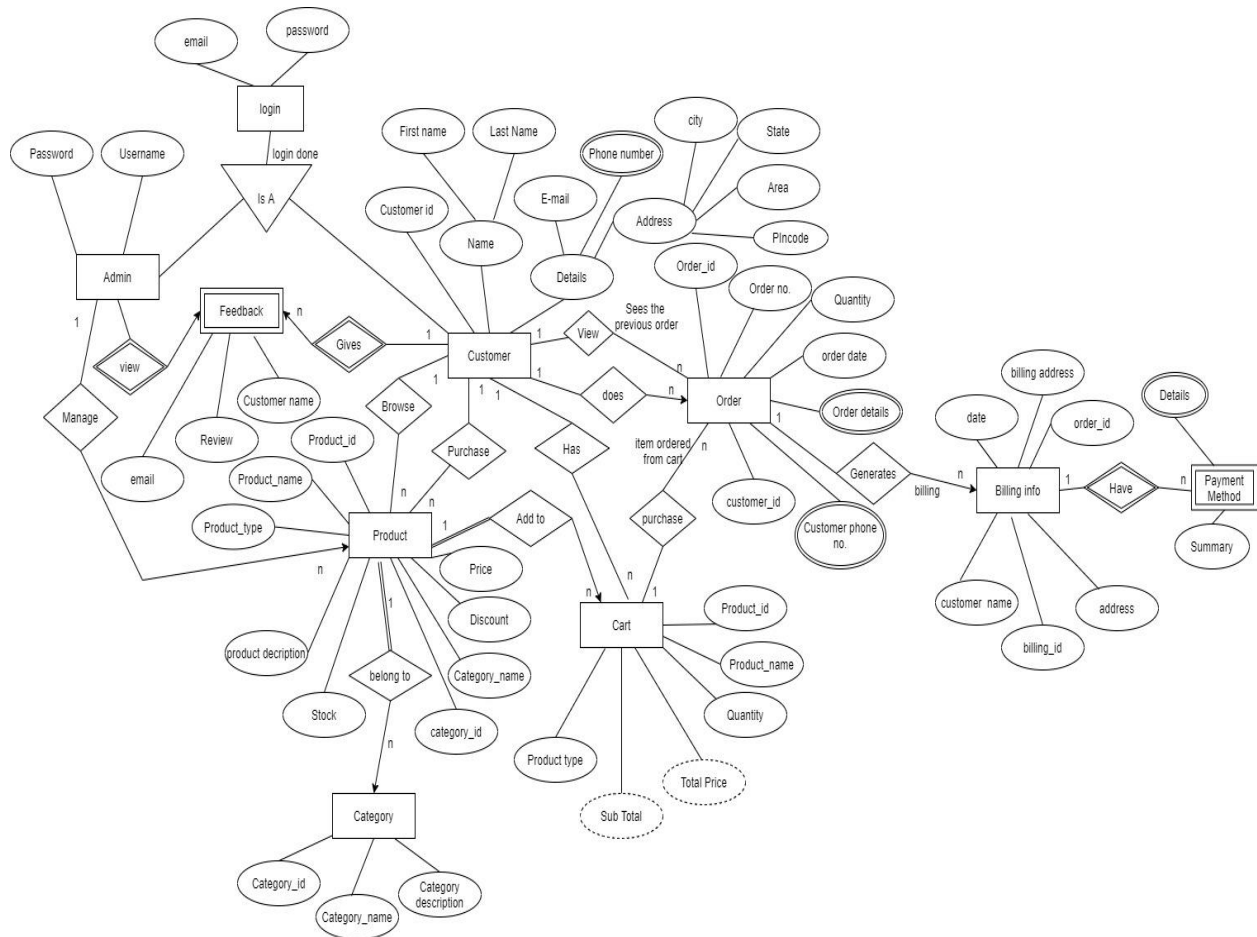 email
password
login
login done
Is A
Password
Username
Admin
First name
Last Name
Customer id
Name
E-mail
Phone number
Details
Address
city
State
Area
PIncode
Order_id
Order no.
Quantity
order date
Order details
Customer phone
no.
customer_id
Order
Sees the
previous order
View
1
n
does
1
n
Customer
Gives
1
n
Feedback
Customer name
Review
email
view
1
Manage
n
Browse
1
n
Purchase
1
n
Has
1
n
item ordered
from cart
n
purchase
1
Generates
1
n
billing
Billing info
date
billing address
order_id
customer_name
billing_id
address
1
Have
n
Payment
Method
Details
Summary
Product
Product_id
Product_name
Product_type
product decription
Stock
Price
Discount
Category_name
category_id
1
Add to
n
Cart
Product_id
Product_name
Quantity
Total Price
Sub Total
Product type
1
belong to
n
Category
Category_id
Category_name
Category
description